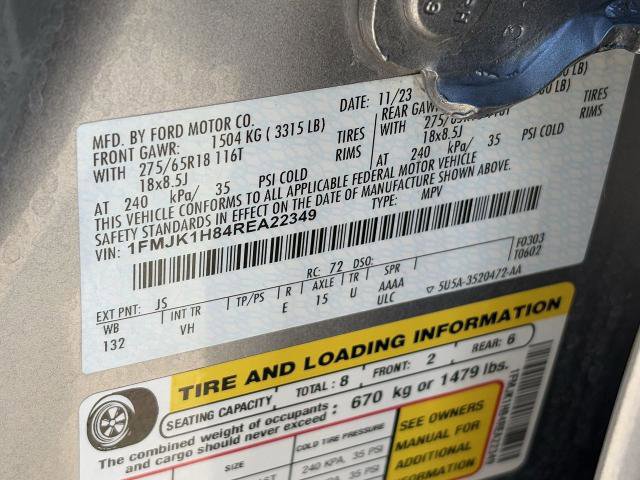 MFD. BY FORD MOTOR CO.
DATE: 11/23
FRONT GAWR: 1504 KG ( 3315 LB)
REAR GAWR
LB)
WITH 275/65R18 116T TIRES
275/65R18 116T TIRES
18x8.5J RIMS
18x8.5J RIMS
AT 240 kPa/ 35 PSI COLD
AT 240 kPa/ 35 PSI COLD
THIS VEHICLE CONFORMS TO ALL APPLICABLE FEDERAL MOTOR VEHICLE
SAFETY STANDARDS IN EFFECT ON THE DATE OF MANUFACTURE SHOWN ABOVE.
VIN: 1FMJK1H84REA22349
TYPE: MPV
F0303
T0602
EXT PNT: JS RC: 72 DSO:
WB INT TR TP/PS R AXLE TR SPR
132 VH E 15 U AAAA
ULC
5U5A-3520472-AA
TIRE AND LOADING INFORMATION
SEATING CAPACITY TOTAL: 8 FRONT: 2 REAR: 6
The combined weight of occupants and cargo should never exceed: 670 kg or 1479 lbs.
SIZE COLD TIRE PRESSURE
240 KPA, 35 PSI
SEE OWNERS
MANUAL FOR
ADDITIONAL
INFORMATION